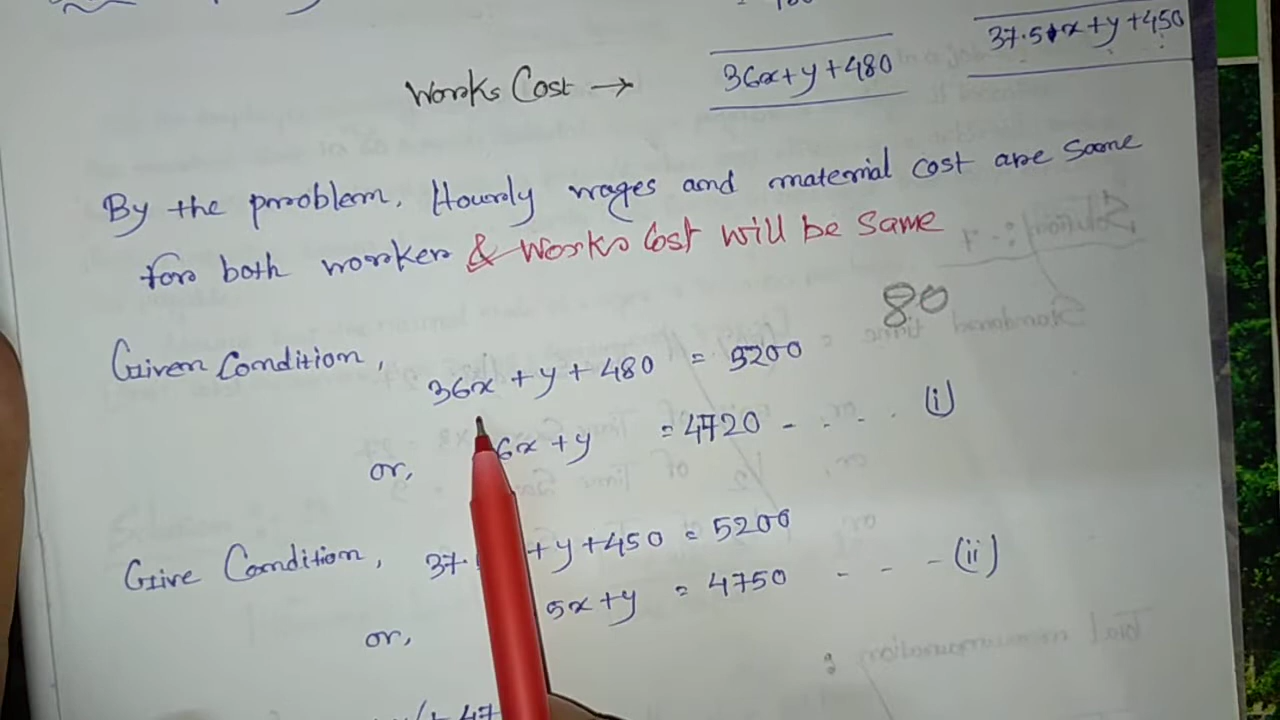 37.5x+y+450
Works Cost → 36x+y+480
By the problem, Hourly wages and material cost are same
for both worker & Works Cost will be same
80
Given Condition, 36x + y + 480 = 5200
or, 6x + y = 4720 - - - - (i)
Give Condition, 37. + y + 450 = 5200
or, 5x + y = 4750 - - - (ii)